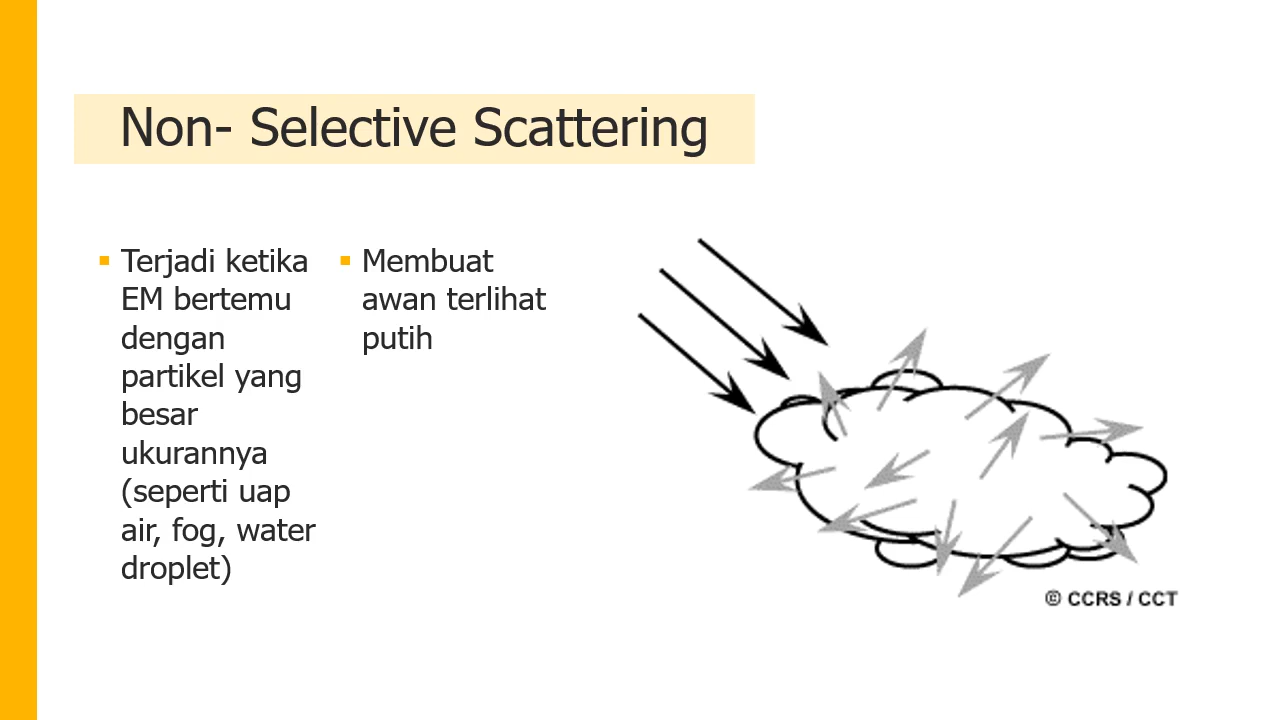 Non- Selective Scattering
Terjadi ketika
EM bertemu
dengan
partikel yang
besar
ukurannya
(seperti uap
air, fog, water
droplet)
Membuat
awan terlihat
putih
© CCRS / CCT